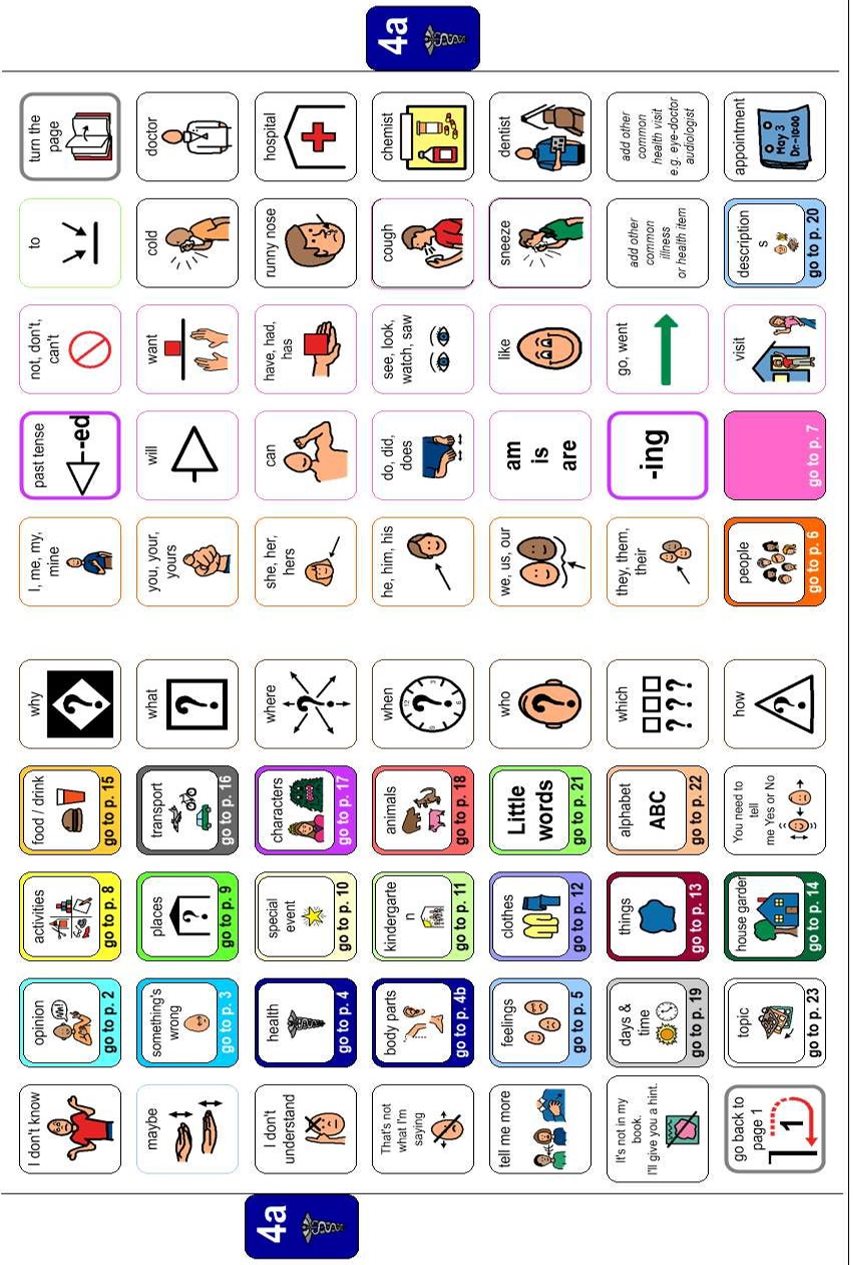 I don't know
opinion
AW!
go to p. 2
activities
go to p. 8
food / drink
go to p. 15
why
?
I, me, my,
mine
past tense
-ed
not, don't,
can't
to
turn the
page
maybe
something's
wrong
go to p. 3
places
?
go to p. 9
transport
go to p. 16
what
?
you, your,
yours
will
want
cold
doctor
4a
I don't
understand
health
go to p. 4
special
event
go to p. 10
characters
go to p. 17
where
?
she, her,
hers
can
have, had,
has
runny nose
hospital
4a
That's not
what I'm
saying
body parts
go to p. 4b
kindergarte
n
go to p. 11
animals
go to p. 18
when
12
3
6
9
?
he, him, his
do, did,
does
see, look,
watch, saw
cough
chemist
tell me more
feelings
go to p. 5
clothes
go to p. 12
Little
words
go to p. 21
who
?
we, us, our
am
is
are
like
sneeze
dentist
It's not in my
book.
I'll give you a hint.
days &
time
go to p. 19
things
go to p. 13
alphabet
ABC
go to p. 22
which
? ? ?
they, them,
their
-ing
go, went
add other
common
illness
or health item
add other
common
health visit
e.g. eye-doctor
audiologist
go back to
page 1
1
topic
go to p. 23
house garden
go to p. 14
You need to
tell
me Yes or No
how
?
people
go to p. 6
go to p. 7
visit
description
s
go to p. 20
appointment
May 3
Dr.-10:00